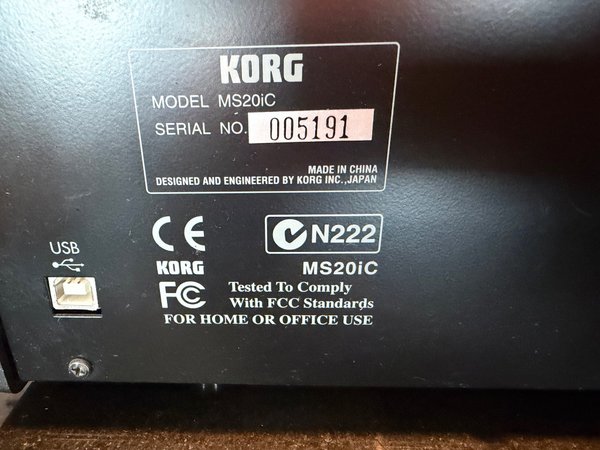 KORG
MODEL MS20iC
SERIAL NO. 005191
MADE IN CHINA
DESIGNED AND ENGINEERED BY KORG INC.,JAPAN
CE N222
USB
KORG MS20iC
FC Tested To Comply
With FCC Standards
FOR HOME OR OFFICE USE